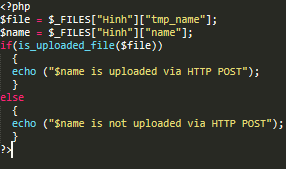 <?php
$file = $_FILES["Hinh"]["tmp_name"];
$name = $_FILES["Hinh"]["name"];
if(is_uploaded_file($file))
{
echo ("$name is uploaded via HTTP POST");
}
else
{
echo ("$name is not uploaded via HTTP POST");
}
?>